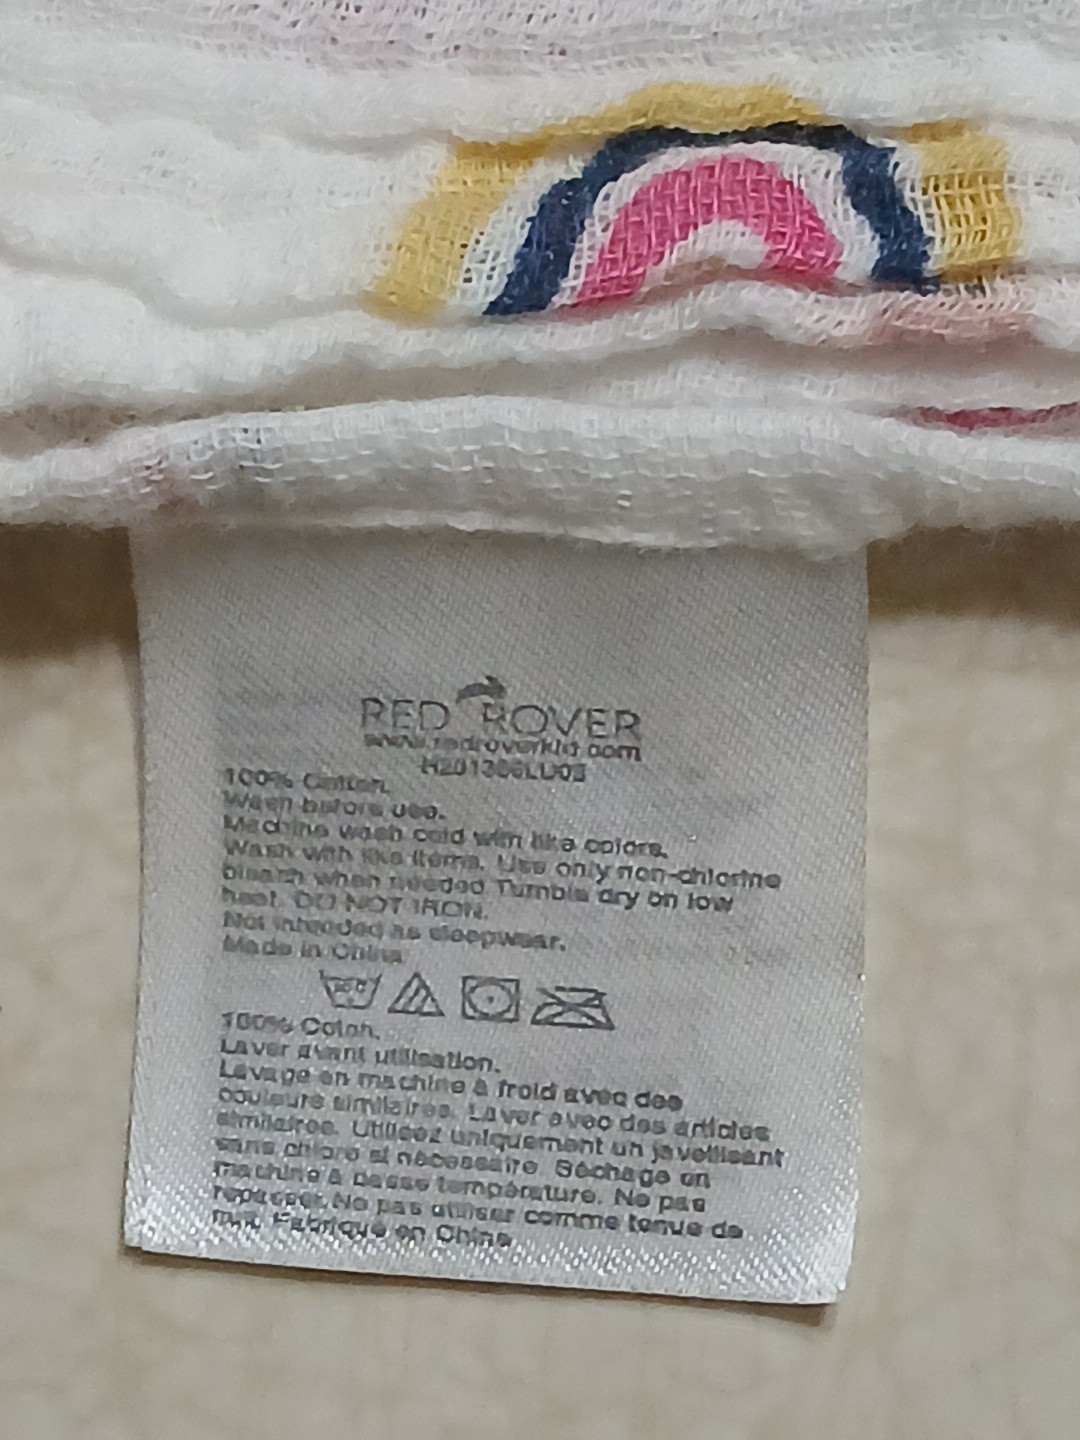 RED ROVER
www.redroverkid.com
100% Cotton.
Wash before use.
Machine wash cold with like colors.
Wash with like items. Use only non-chlorine
bleach when needed Tumble dry on low
heat. DO NOT IRON.
Not intended as sleepwear.
Made in China
100% Coton.
Laver avant utilisation.
Lavage en machine à froid avec des
couleurs similaires. Laver avec des articles
similaires. Utilisez uniquement un javellisant
sans chlore si nécessaire. Séchage en
machine à basse température. Ne pas
repasser. Ne pas utiliser comme tenue de
nuit. Fabriqué en Chine